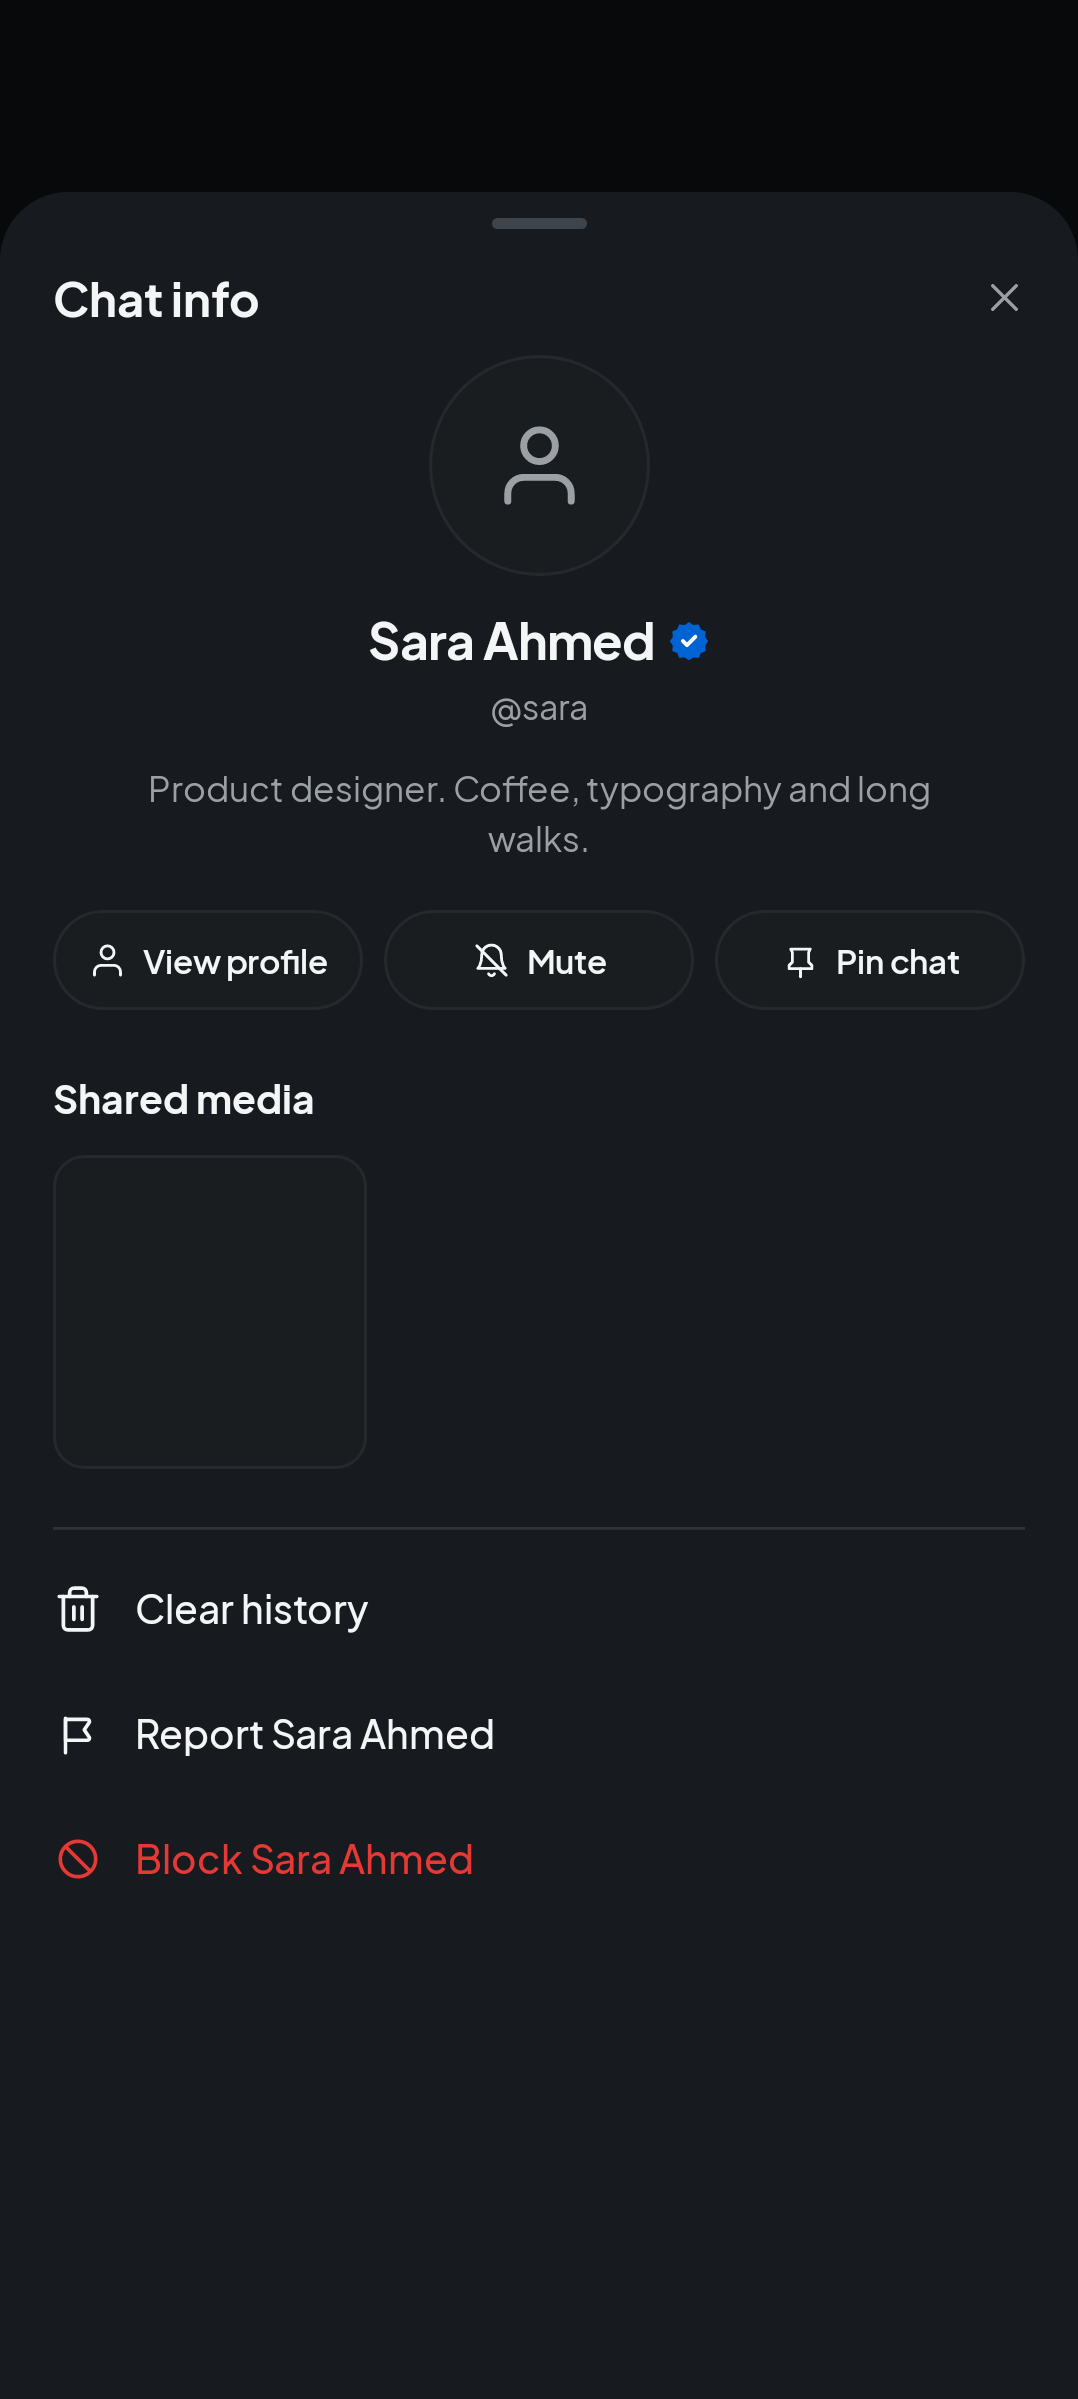 Chat info
Sara Ahmed
@sara
Product designer. Coffee, typography and long
walks.
View profile
Mute
Pin chat
Shared media
Clear history
Report Sara Ahmed
Block Sara Ahmed